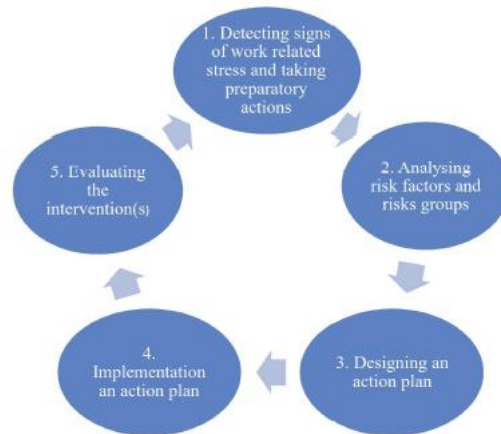 1. Detecting signs
of work related
stress and taking
preparatory
actions
2. Analysing
risk factors and
risks groups
3. Designing an
action plan
4.
Implementation
an action plan
5. Evaluating
the
intervention(s)